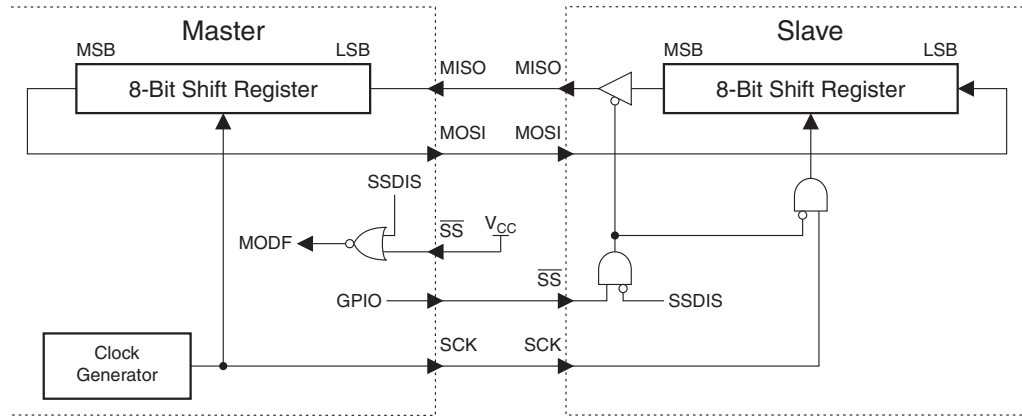 Master
Slave
MSB
LSB
8-Bit Shift Register
MISO
MISO
MSB
LSB
8-Bit Shift Register
MOSI
MOSI
SSDIS
MODF
SS
VCC
GPIO
SS
SSDIS
Clock
Generator
SCK
SCK